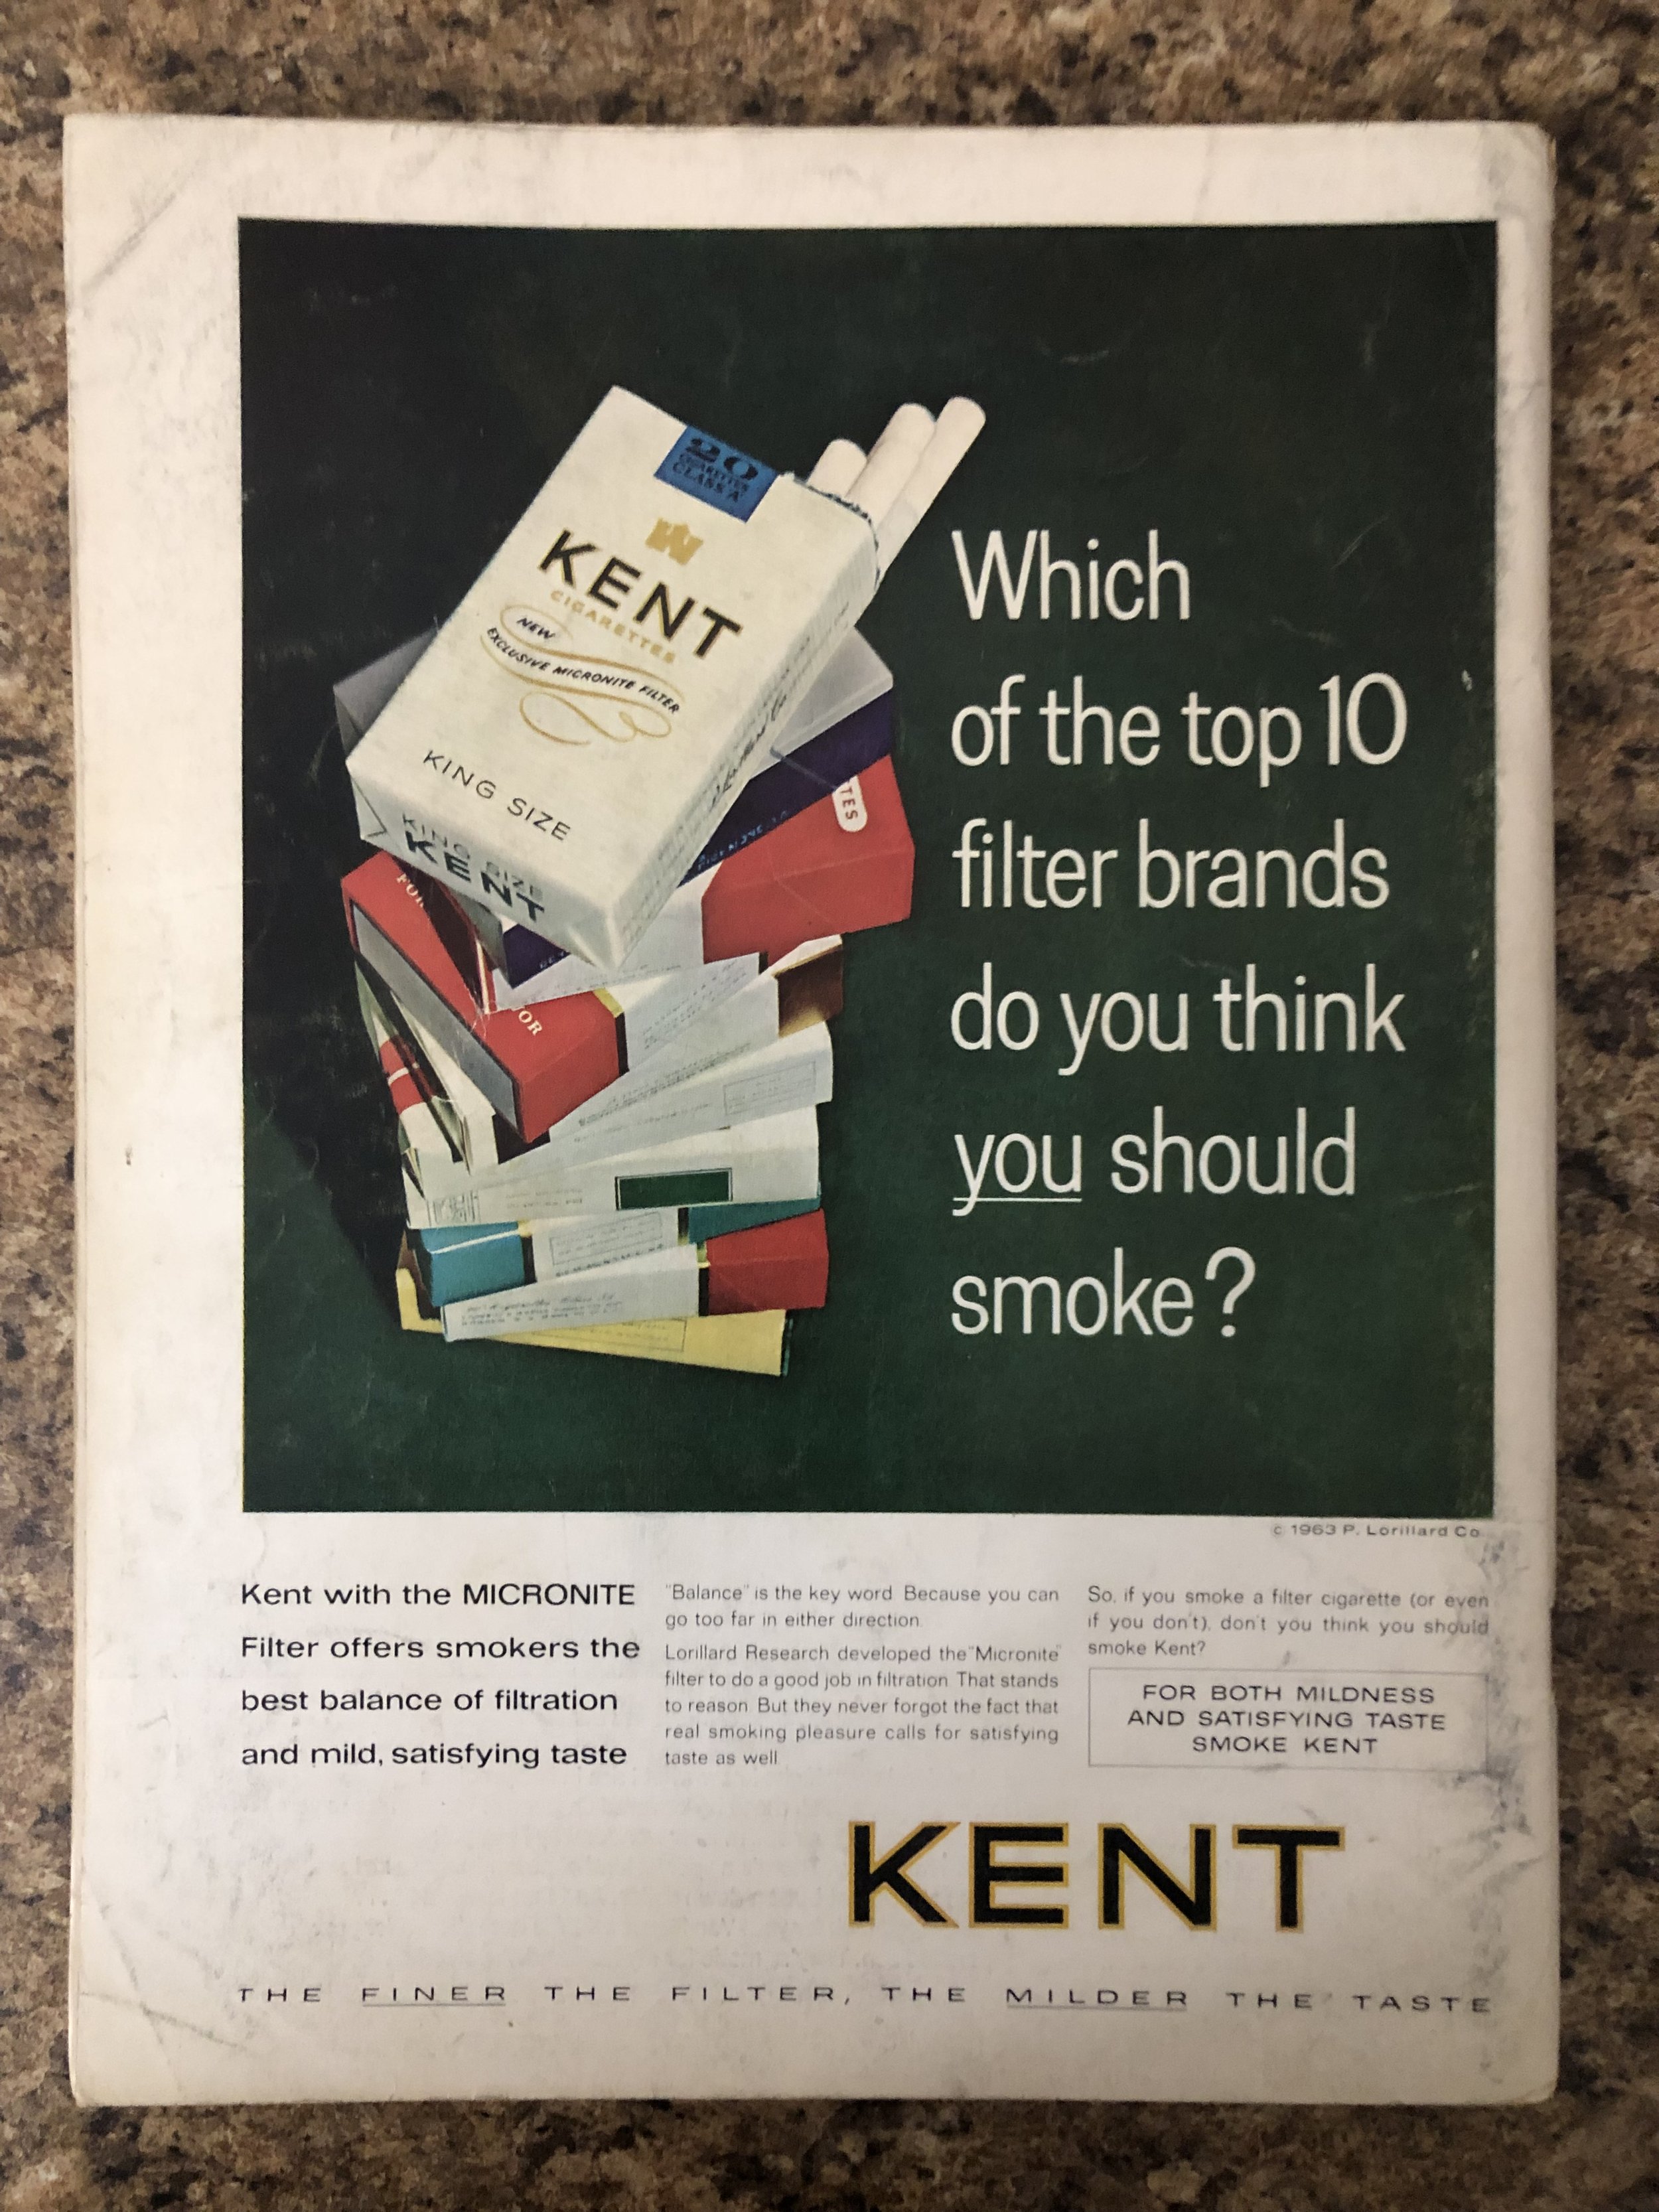 20
CIGARETTES
CLASS A
KENT
CIGARETTES
NEW
EXCLUSIVE MICRONITE FILTER
KING SIZE
KING SIZE
KENT
TES
FOR
OR
Which
of the top 10
filter brands
do you think
you should
smoke?
© 1963 P. Lorillard Co.
Kent with the MICRONITE
Filter offers smokers the
best balance of filtration
and mild, satisfying taste
"Balance" is the key word. Because you can
go too far in either direction.
Lorillard Research developed the "Micronite"
filter to do a good job in filtration. That stands
to reason. But they never forgot the fact that
real smoking pleasure calls for satisfying
taste as well.
So, if you smoke a filter cigarette (or even
if you don't), don't you think you should
smoke Kent?
FOR BOTH MILDNESS
AND SATISFYING TASTE
SMOKE KENT
KENT
THE FINER THE FILTER, THE MILDER THE TASTE